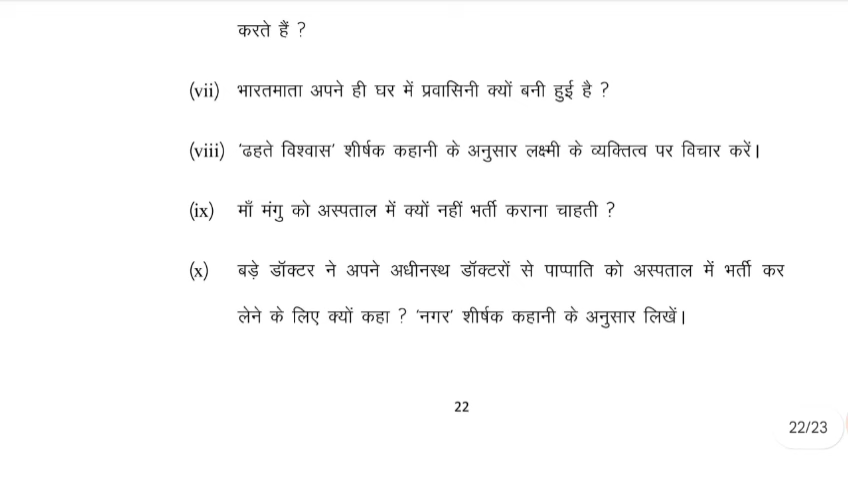 करते हैं ?
(vii) भारतमाता अपने ही घर में प्रवासिनी क्यों बनी हुई है ?
(viii) 'ढहते विश्वास' शीर्षक कहानी के अनुसार लक्ष्मी के व्यक्तित्व पर विचार करें।
(ix) माँ मंगु को अस्पताल में क्यों नहीं भर्ती कराना चाहती ?
(x) बड़े डॉक्टर ने अपने अधीनस्थ डॉक्टरों से पाप्पाति को अस्पताल में भर्ती कर
लेने के लिए क्यों कहा ? 'नगर' शीर्षक कहानी के अनुसार लिखें।
22
22/23